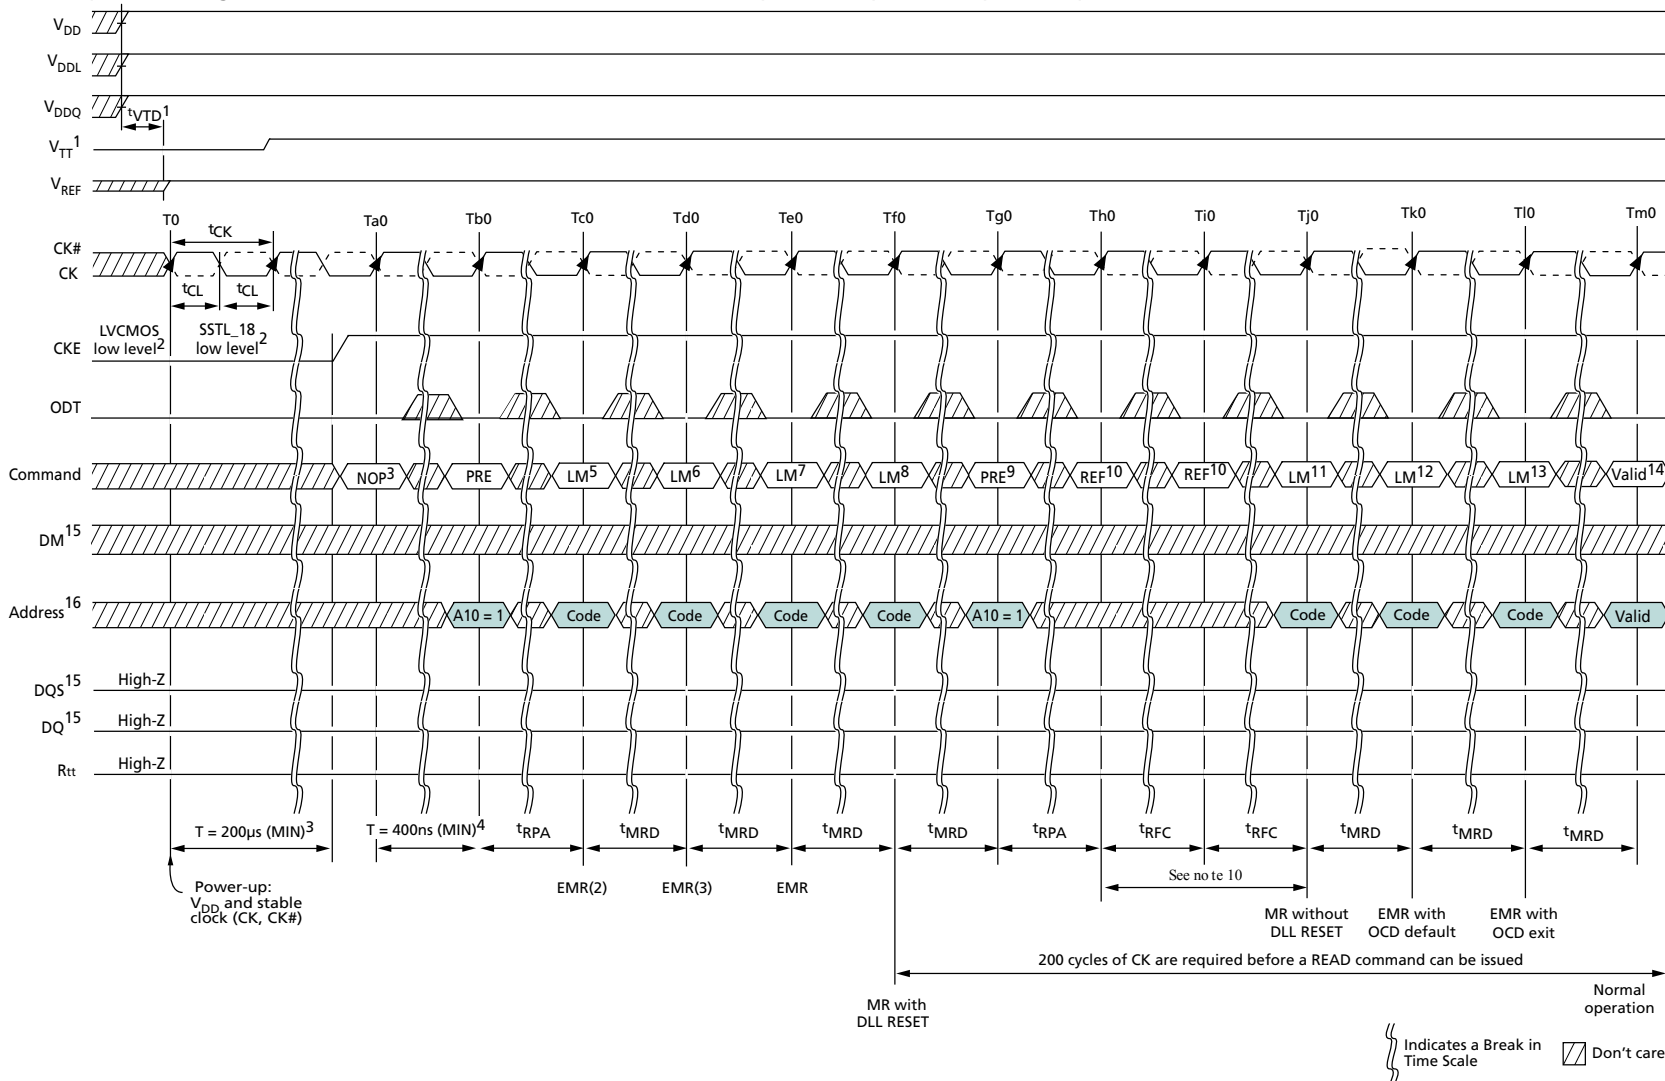 VDD
VDDL
VDDQ
tVTD1
VTT1
VREF
T0 Ta0 Tb0 Tc0 Td0 Te0 Tf0 Tg0 Th0 Ti0 Tj0 Tk0 Tl0 Tm0
tCK
CK#
CK
tCL tCL
LVCMOS
low level2
SSTL_18
low level2
CKE
ODT
Command NOP3 PRE LM5 LM6 LM7 LM8 PRE9 REF10 REF10 LM11 LM12 LM13 Valid14
DM15
Address16 A10 = 1 Code Code Code Code A10 = 1 Code Code Code Valid
DQS15 High-Z
DQ15 High-Z
Rtt High-Z
T = 200µs (MIN)3 T = 400ns (MIN)4 tRPA tMRD tMRD tMRD tMRD tRPA tRFC tRFC tMRD tMRD tMRD
Power-up:
VDD and stable
clock (CK, CK#)
EMR(2) EMR(3) EMR
See no te 10
MR without
DLL RESET
EMR with
OCD default
EMR with
OCD exit
200 cycles of CK are required before a READ command can be issued
MR with
DLL RESET
Normal
operation
Indicates a Break in
Time Scale
Don't care